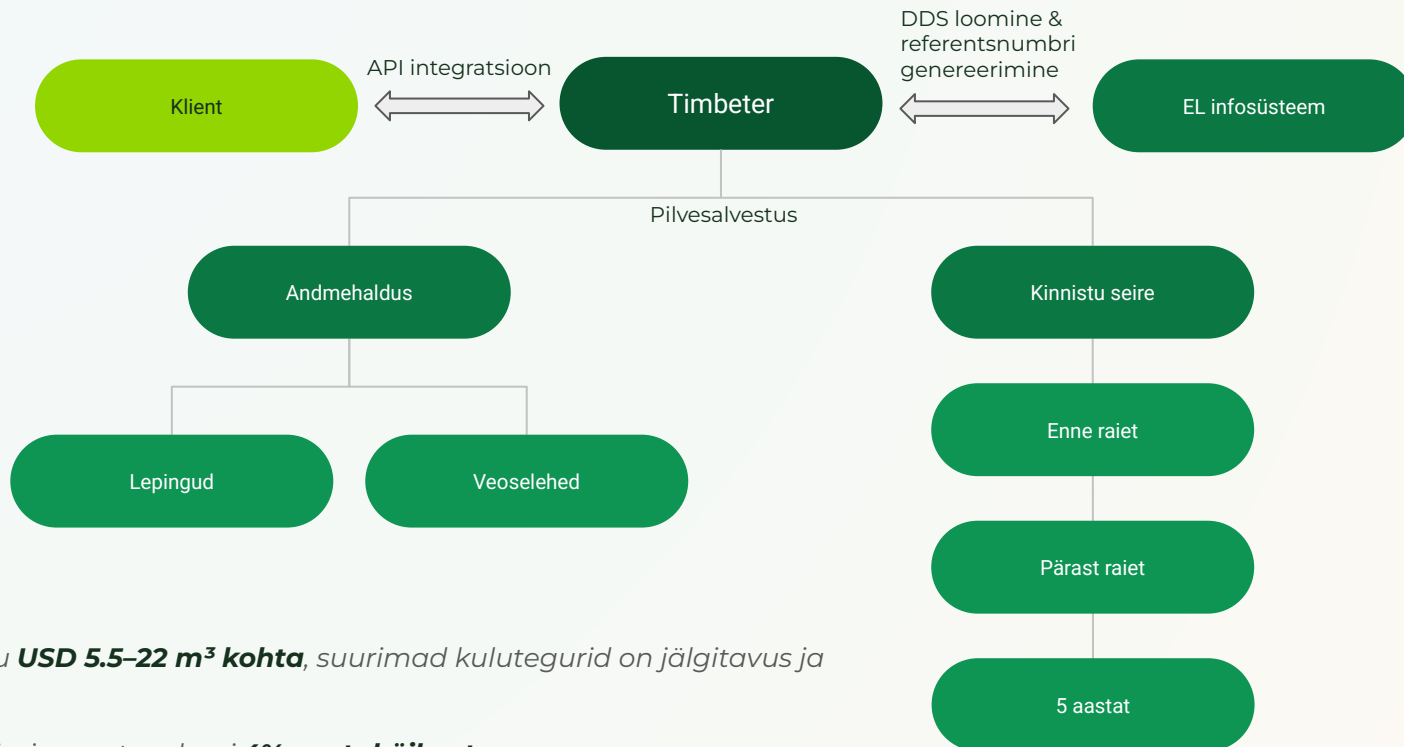 DDS loomine &
referentsnumbri
genereerimine
API integratsioon
Klient
Timbeter
EL infosüsteem
Pilvesalvestus
Andmehaldus
Kinnistu seire
Lepingud
Veoselehed
Enne raiet
Pärast raiet
5 aastat
USD 5.5–22 m³ kohta, suurimad kulutegurid on jälgitavus ja